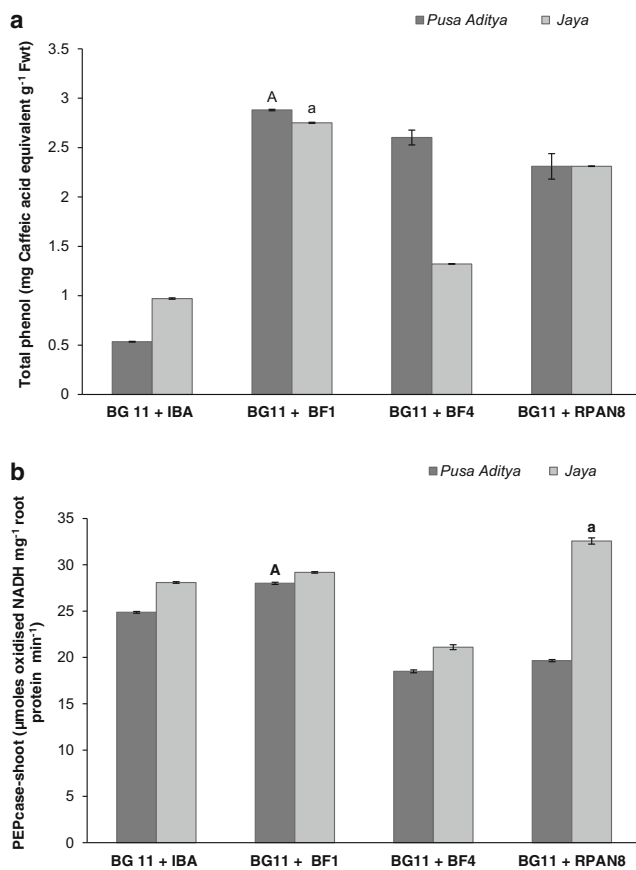 a
Pusa Aditya Jaya
Total phenol (mg Caffeic acid equivalent g-1 Fwt)
3.5
3
2.5
2
1.5
1
0.5
0
A
a
BG 11 + IBA BG11 + BF1 BG11 + BF4 BG11 + RPAN8
b
Pusa Aditya Jaya
PEPcase-shoot (µmoles oxidised NADH mg-1 root
protein min-1)
35
30
25
20
15
10
5
0
A
a
BG 11 + IBA BG11 + BF1 BG11 + BF4 BG11 + RPAN8